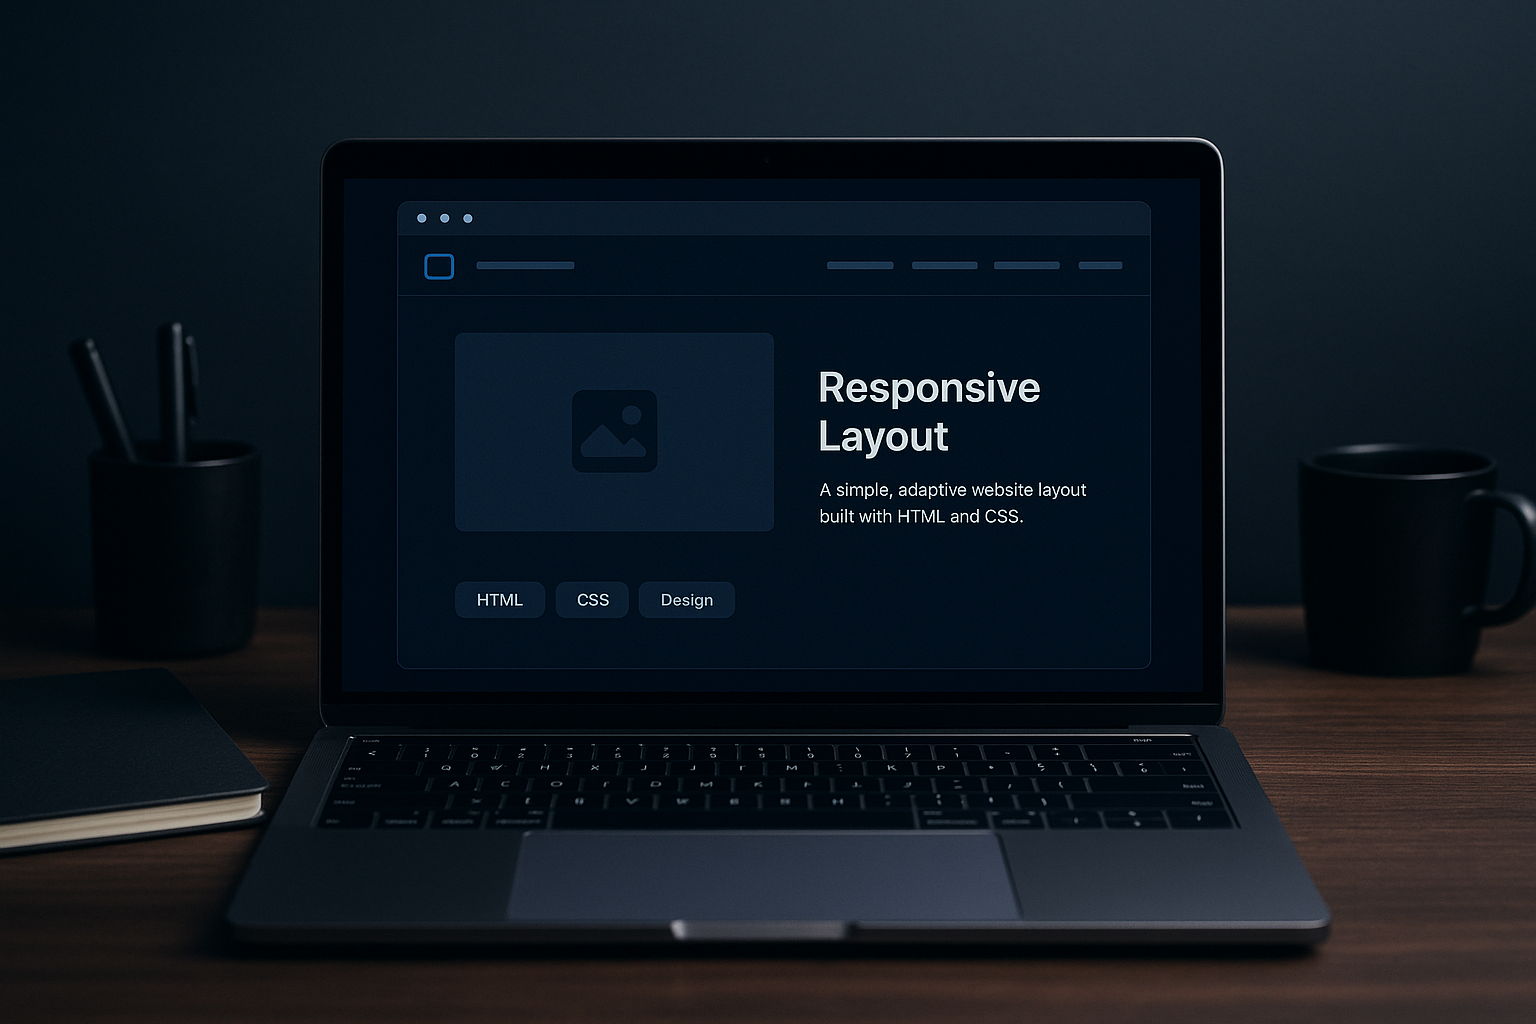 Responsive
Layout
A simple, adaptive website layout
built with HTML and CSS.
HTML
CSS
Design